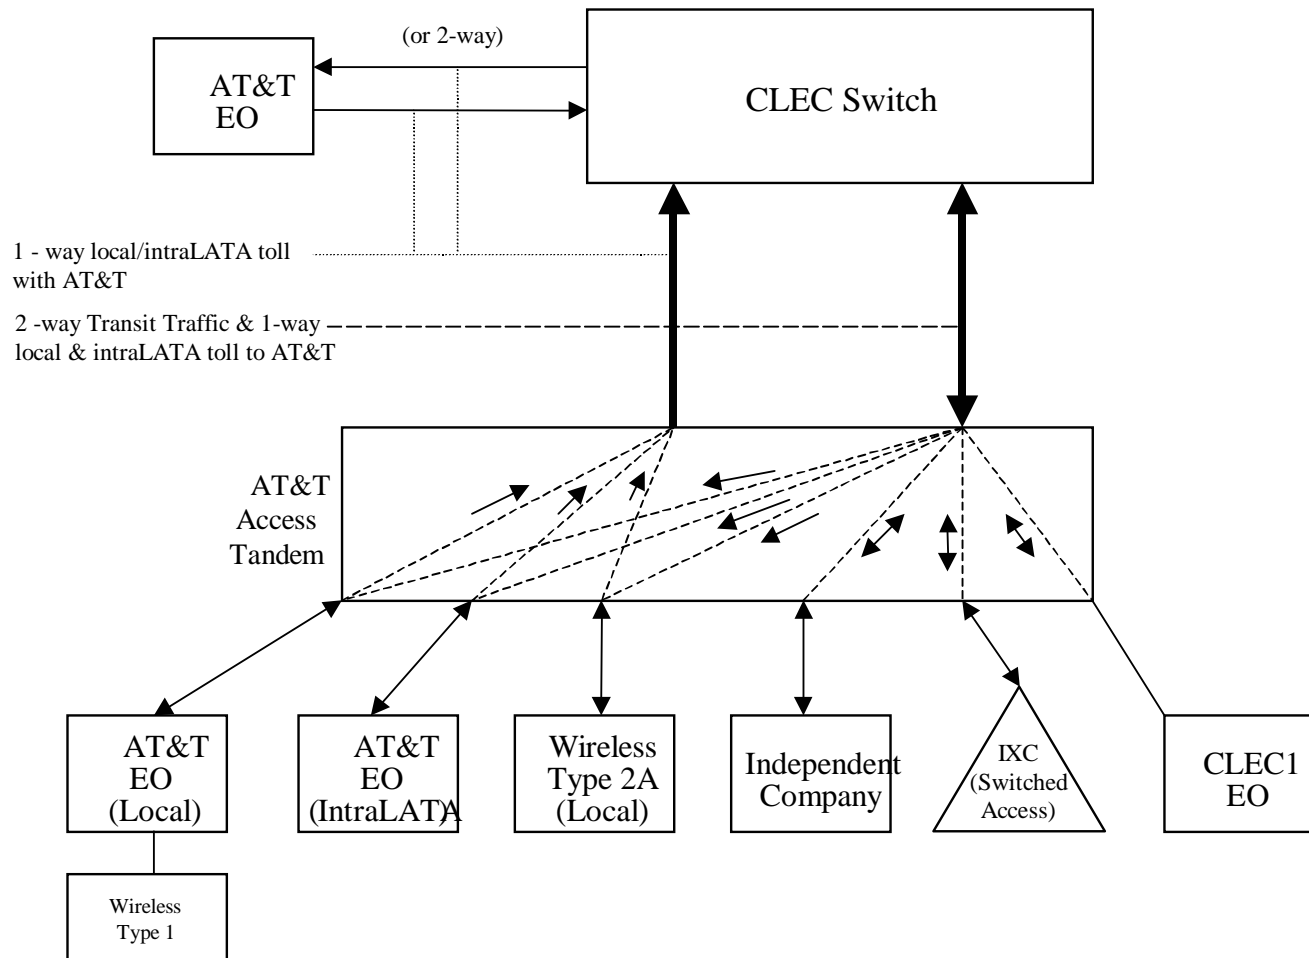 (or 2-way)
AT&T
EO
CLEC Switch
1 - way local/intraLATA toll
with AT&T
2 -way Transit Traffic & 1-way
local & intraLATA toll to AT&T
AT&T
Access
Tandem
AT&T
EO
(Local)
AT&T
EO
(IntraLATA)
Wireless
Type 2A
(Local)
Independent
Company
IXC
(Switched
Access)
CLEC1
EO
Wireless
Type 1